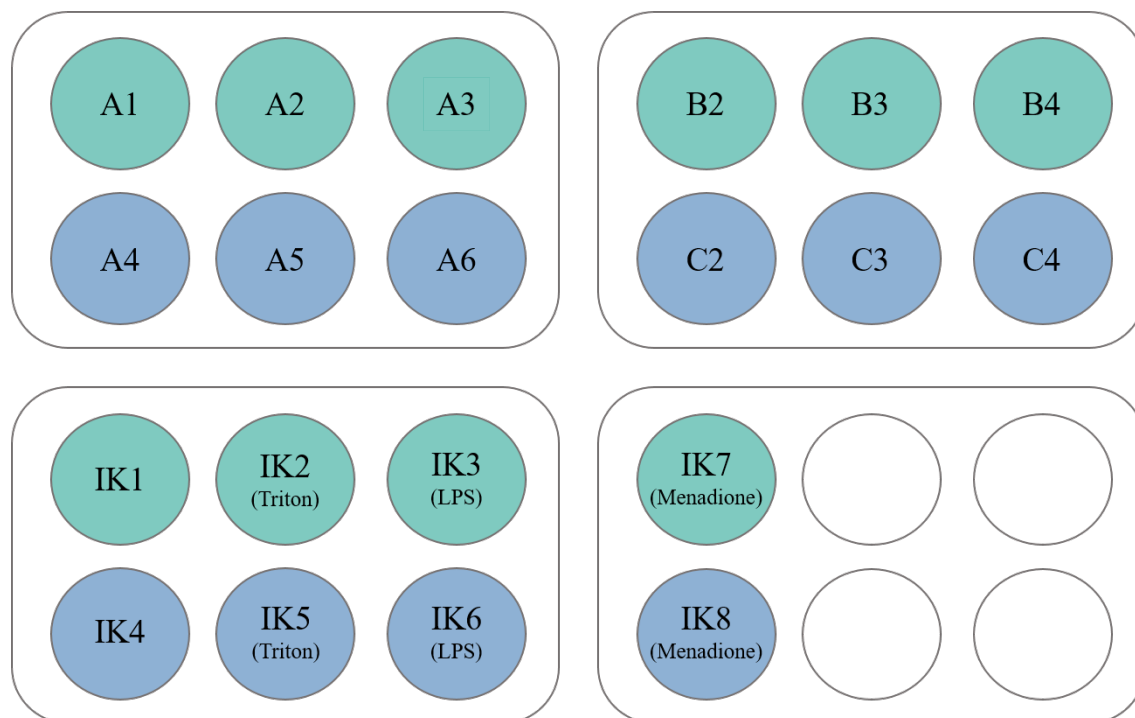 A1
A2
A3
B2
B3
B4
A4
A5
A6
C2
C3
C4
IK1
IK2
(Triton)
IK3
(LPS)
IK7
(Menadione)
IK4
IK5
(Triton)
IK6
(LPS)
IK8
(Menadione)